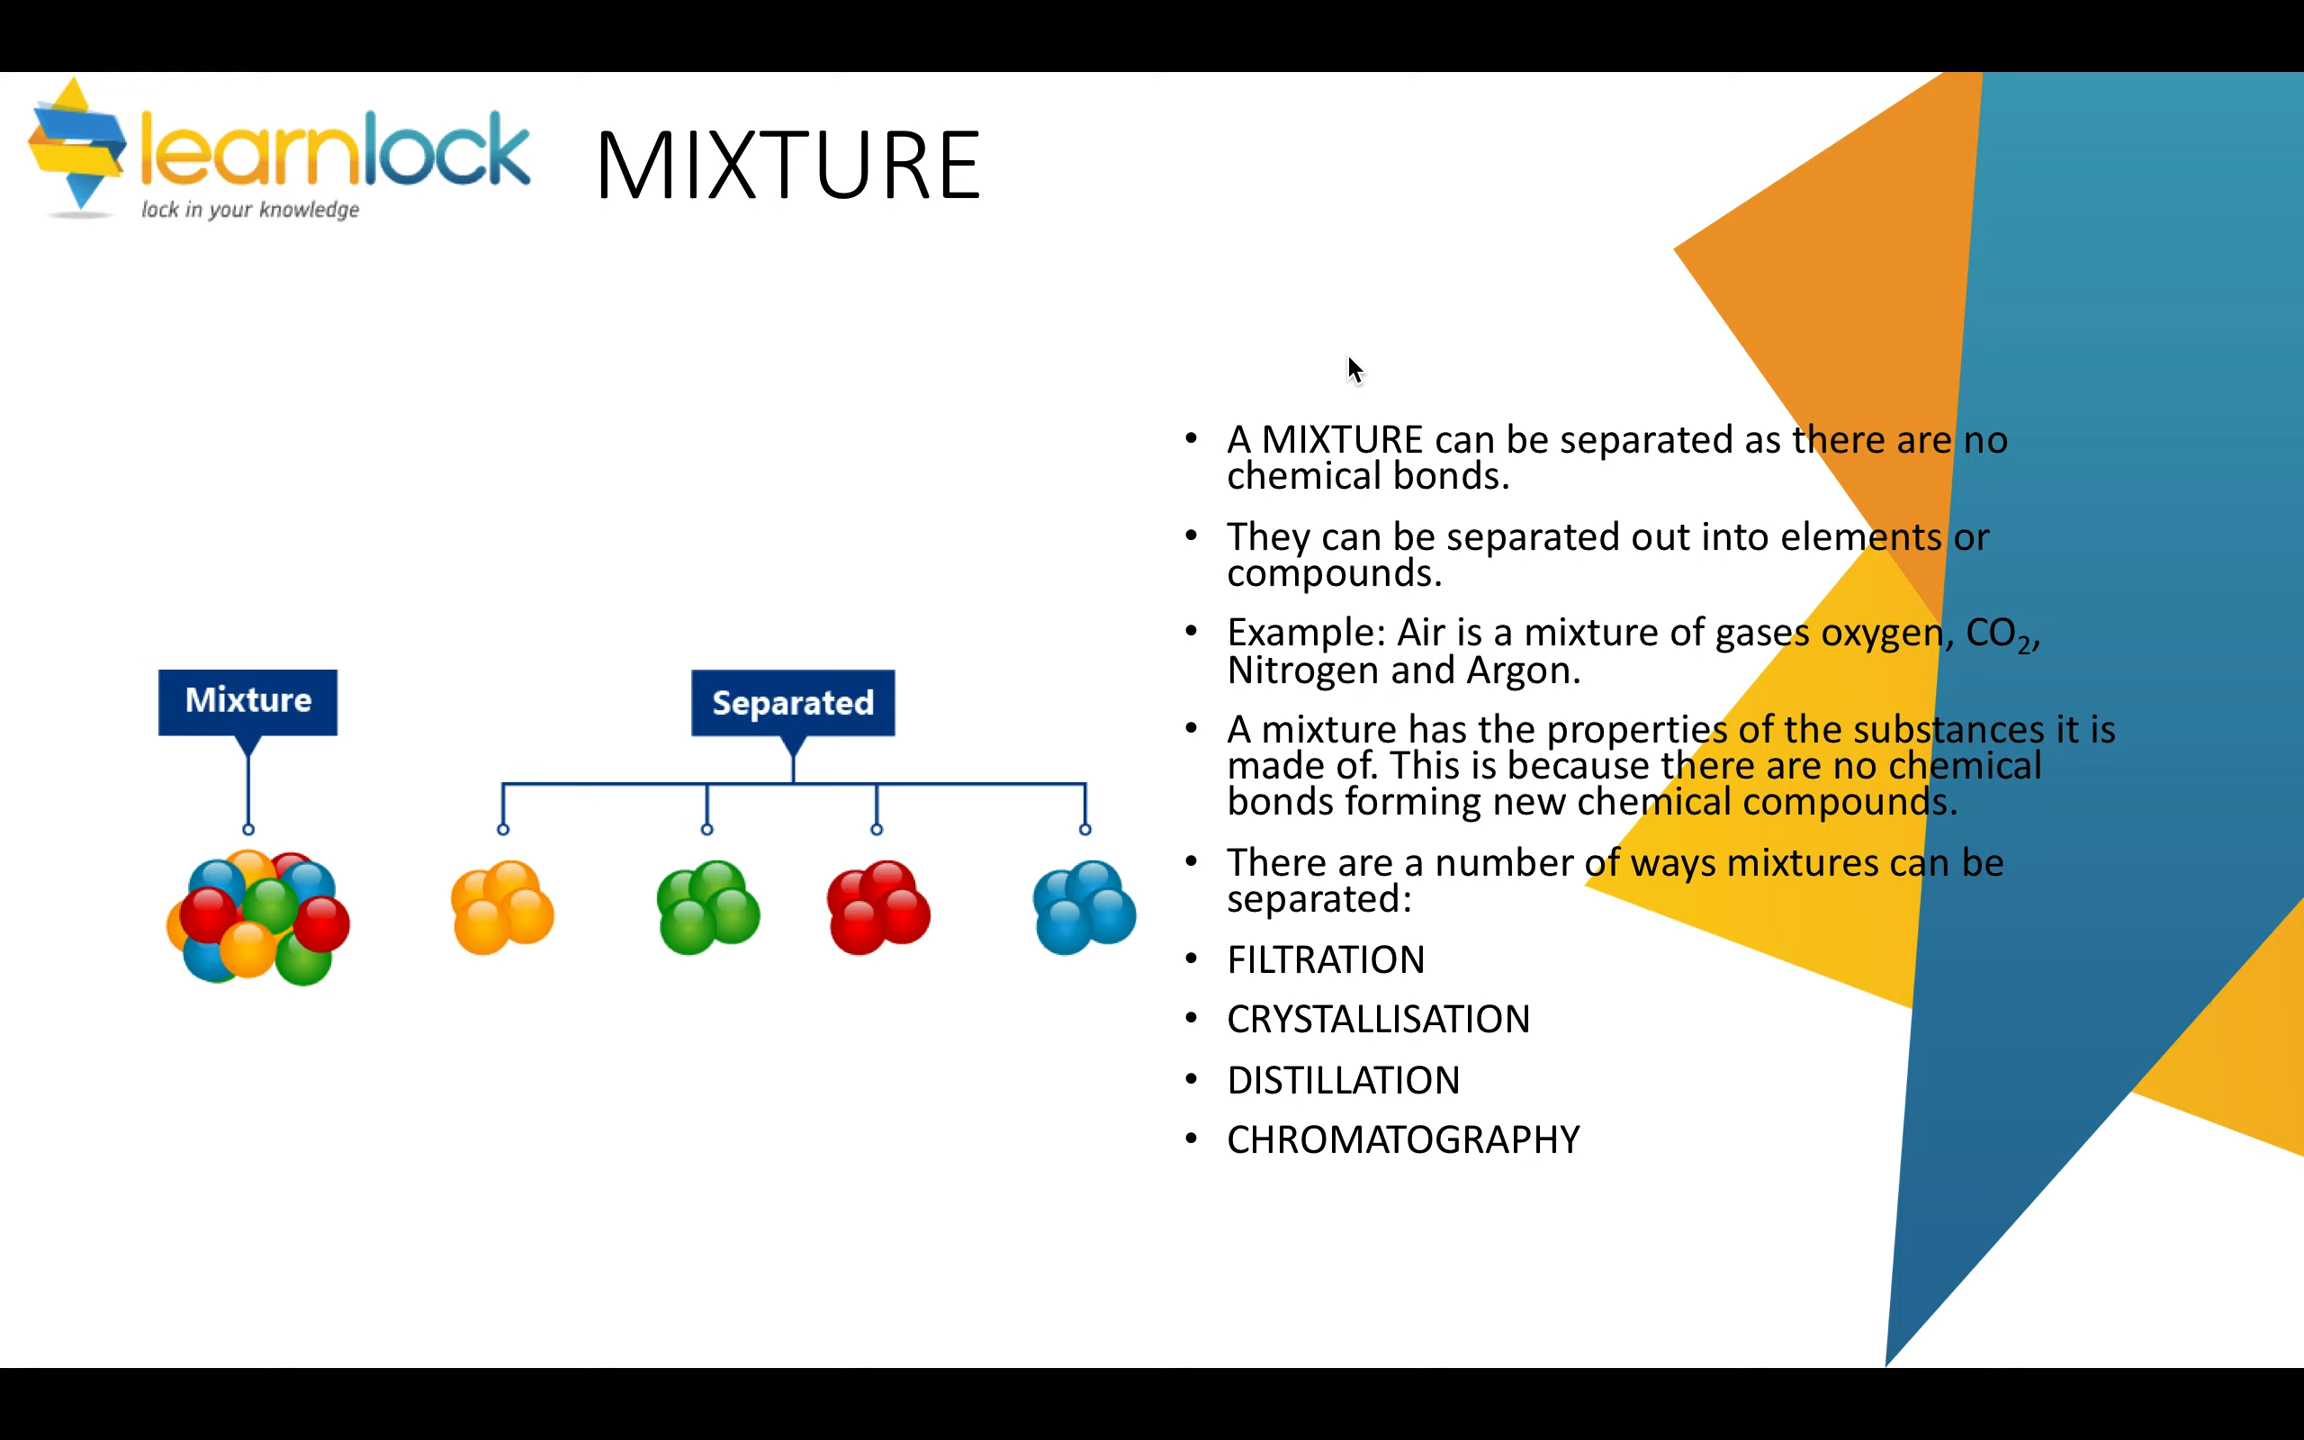 learnlock
lock in your knowledge
MIXTURE
Mixture
Separated
• A MIXTURE can be separated as there are no
chemical bonds.
• They can be separated out into elements or
compounds.
• Example: Air is a mixture of gases oxygen, CO₂,
Nitrogen and Argon.
• A mixture has the properties of the substances it is
made of. This is because there are no chemical
bonds forming new chemical compounds.
• There are a number of ways mixtures can be
separated:
• FILTRATION
• CRYSTALLISATION
• DISTILLATION
• CHROMATOGRAPHY